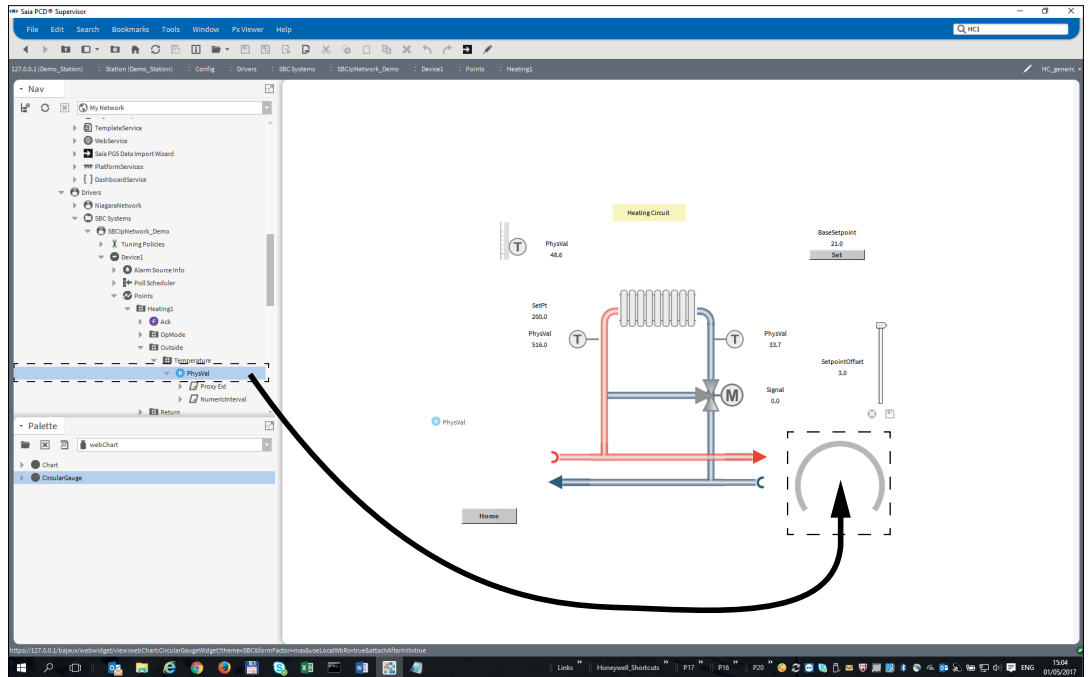 Saia PCD® Supervisor
File Edit Search Bookmarks Tools Window Px Viewer Help
HC1
127.0.0.1 (Demo_Station) : Station (Demo_Station) : Config : Drivers : SBC Systems : SBCIpNetwork_Demo : Device1 : Points : Heating1
HC_generic
Nav
My Network
TemplateService
WebService
Saia PG5 Data Import Wizard
PlatformServices
DashboardService
Drivers
NiagaraNetwork
SBC Systems
SBCIpNetwork_Demo
Tuning Policies
Device1
Alarm Source Info
Poll Scheduler
Points
Heating1
Ack
OpMode
Outside
Temperature
PhysVal
Proxy Ext
NumericInterval
Return
Palette
webChart
Chart
CircularGauge
Heating Circuit
T
PhysVal
48.6
BaseSetpoint
21.0
Set
SetPt
200.0
PhysVal
516.0
T
T
PhysVal
33.7
SetpointOffset
3.0
M
Signal
0.0
PhysVal
Home
https://127.0.0.1/bajaux/webwidget/view:webChart:CircularGaugeWidget?theme=SBC&formFactor=max&useLocalWbRc=true&attachAfterInit=true
Links Honeywell_Shortcuts P17 P16 P20 ENG 15:04
01/05/2017